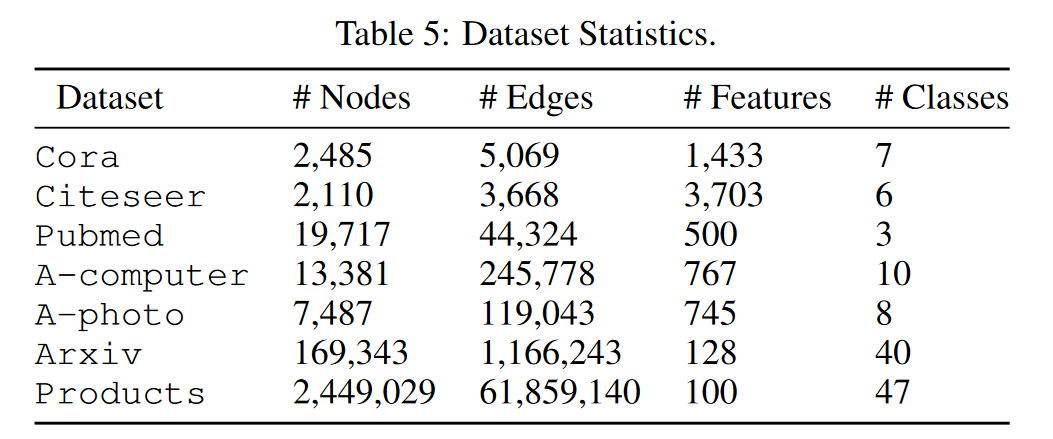 Table 5: Dataset Statistics.
Dataset # Nodes # Edges # Features # Classes
Cora 2,485 5,069 1,433 7
Citeseer 2,110 3,668 3,703 6
Pubmed 19,717 44,324 500 3
A-computer 13,381 245,778 767 10
A-photo 7,487 119,043 745 8
Arxiv 169,343 1,166,243 128 40
Products 2,449,029 61,859,140 100 47